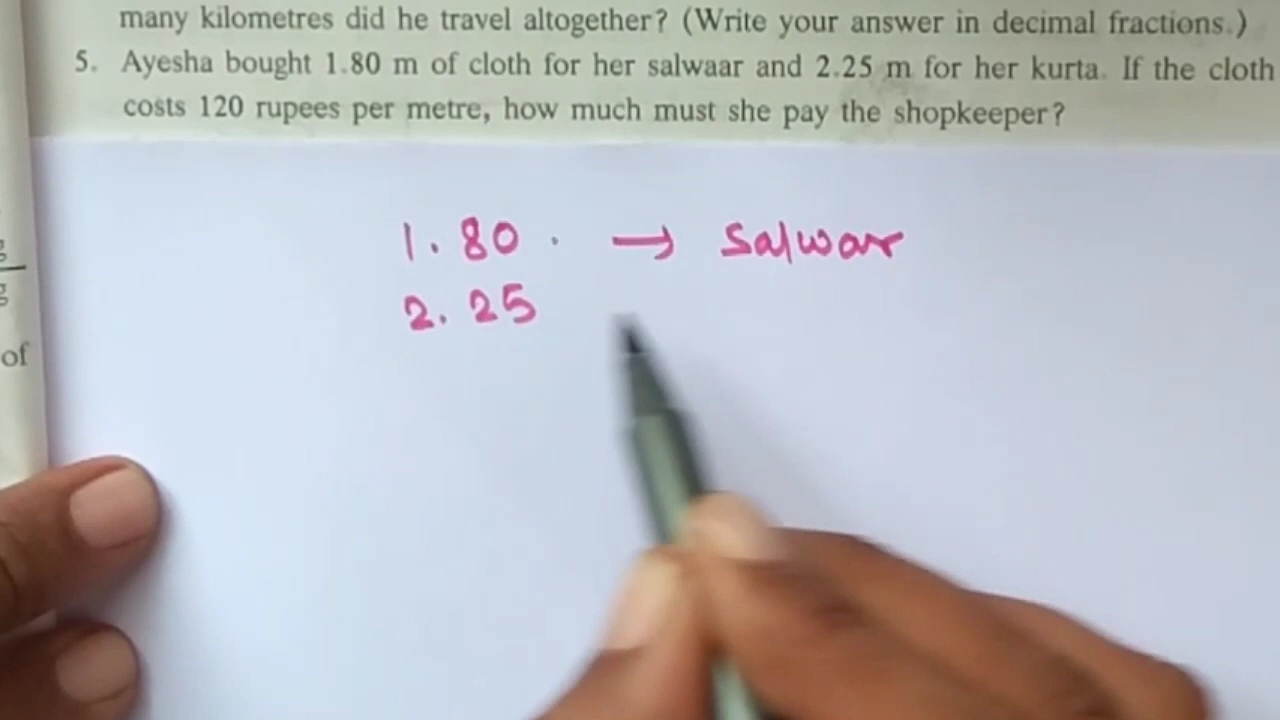 many kilometres did he travel altogether? (Write your answer in decimal fractions.)
5. Ayesha bought 1.80 m of cloth for her salwaar and 2.25 m for her kurta. If the cloth
costs 120 rupees per metre, how much must she pay the shopkeeper?
1.80 → Salwar
2.25
g
g
of